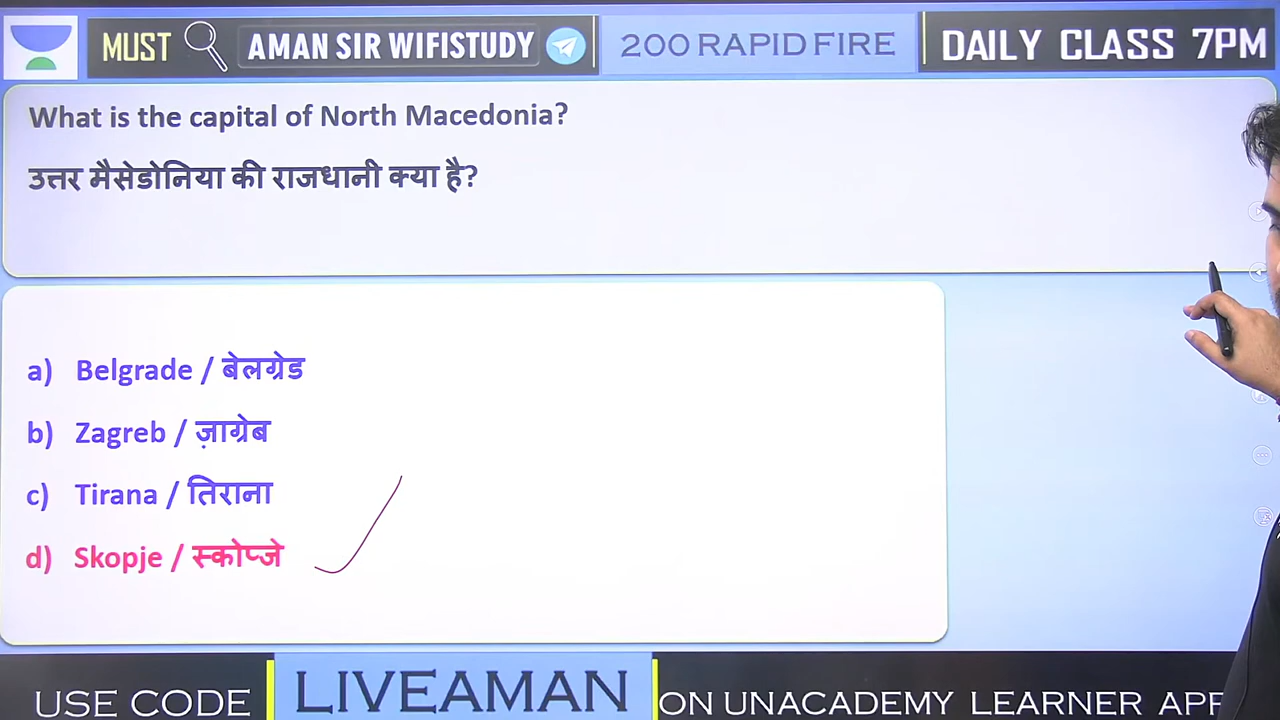 MUST AMAN SIR WIFISTUDY 200 RAPID FIRE DAILY CLASS 7PM
What is the capital of North Macedonia?
उत्तर मैसेडोनिया की राजधानी क्या है?
a) Belgrade / बेलग्रेड
b) Zagreb / ज़ाग्रेब
c) Tirana / तिराना
d) Skopje / स्कोप्जे
USE CODE LIVEAMAN ON UNACADEMY LEARNER APP